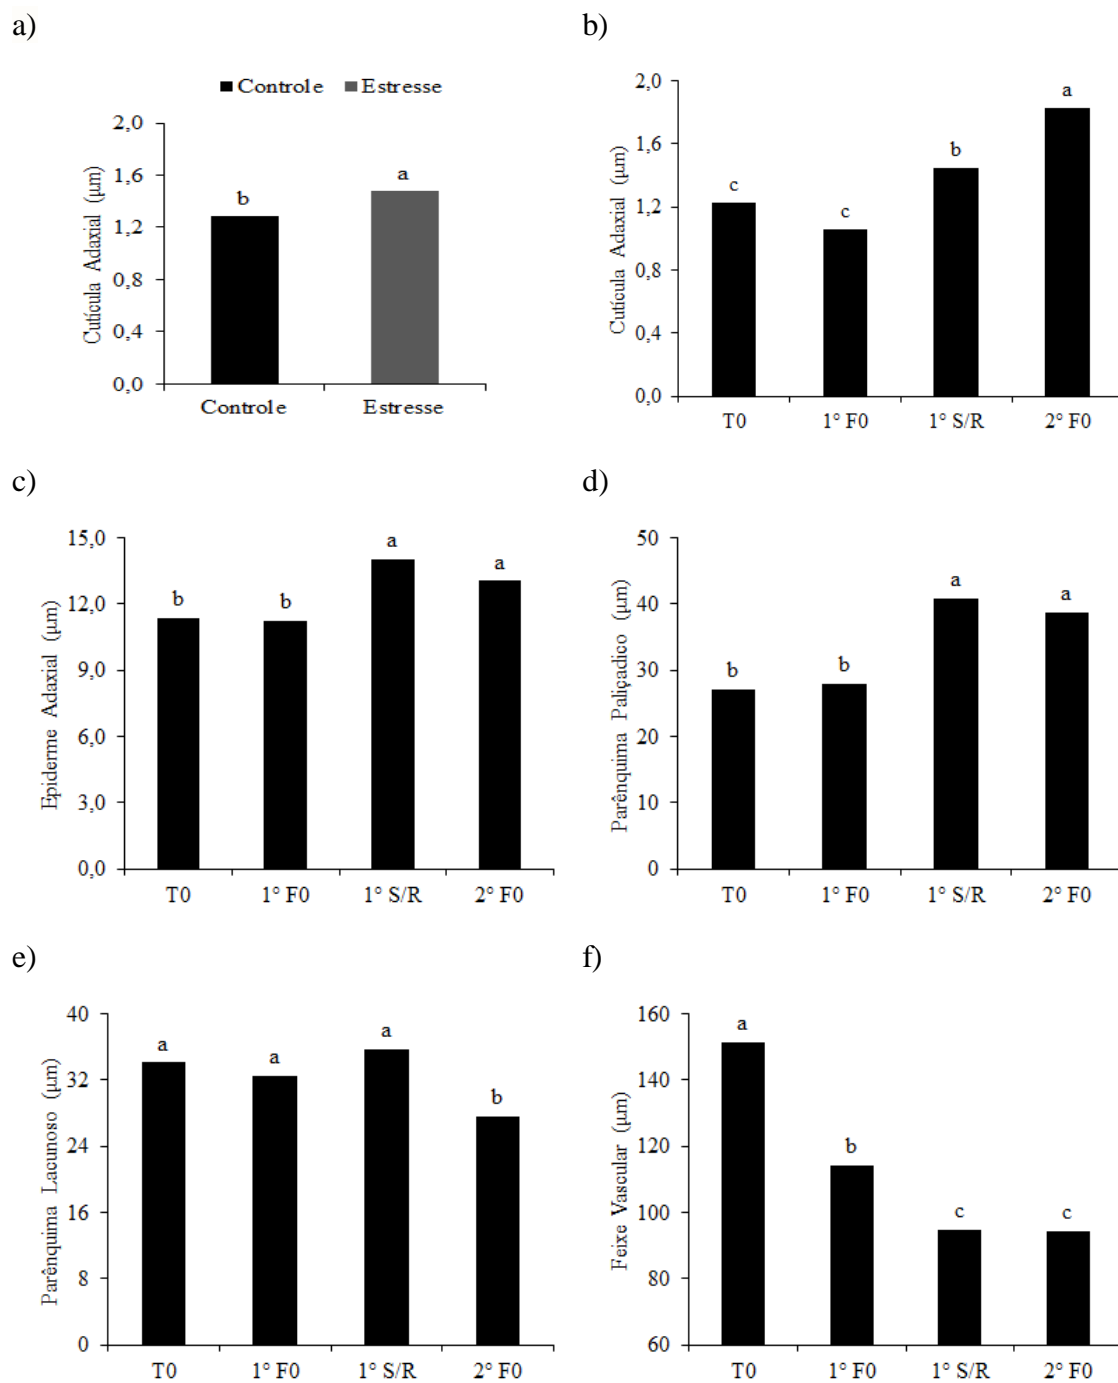 a)
Controle Estresse
Cutícula Adaxial (µm)
2,0
1,6
1,2
0,8
0,4
0,0
b
a
Controle Estresse
b)
Cutícula Adaxial (µm)
2,0
1,6
1,2
0,8
0,4
0,0
c
c
b
a
T0 1° F0 1° S/R 2° F0
c)
Epiderme Adaxial (µm)
15,0
12,0
9,0
6,0
3,0
0,0
b
b
a
a
T0 1° F0 1° S/R 2° F0
d)
Parênquima Paliçadico (µm)
50
40
30
20
10
0
b
b
a
a
T0 1° F0 1° S/R 2° F0
e)
Parênquima Lacunoso (µm)
40
32
24
16
8
0
a
a
a
b
T0 1° F0 1° S/R 2° F0
f)
Feixe Vascular (µm)
160
140
120
100
80
60
a
b
c
c
T0 1° F0 1° S/R 2° F0